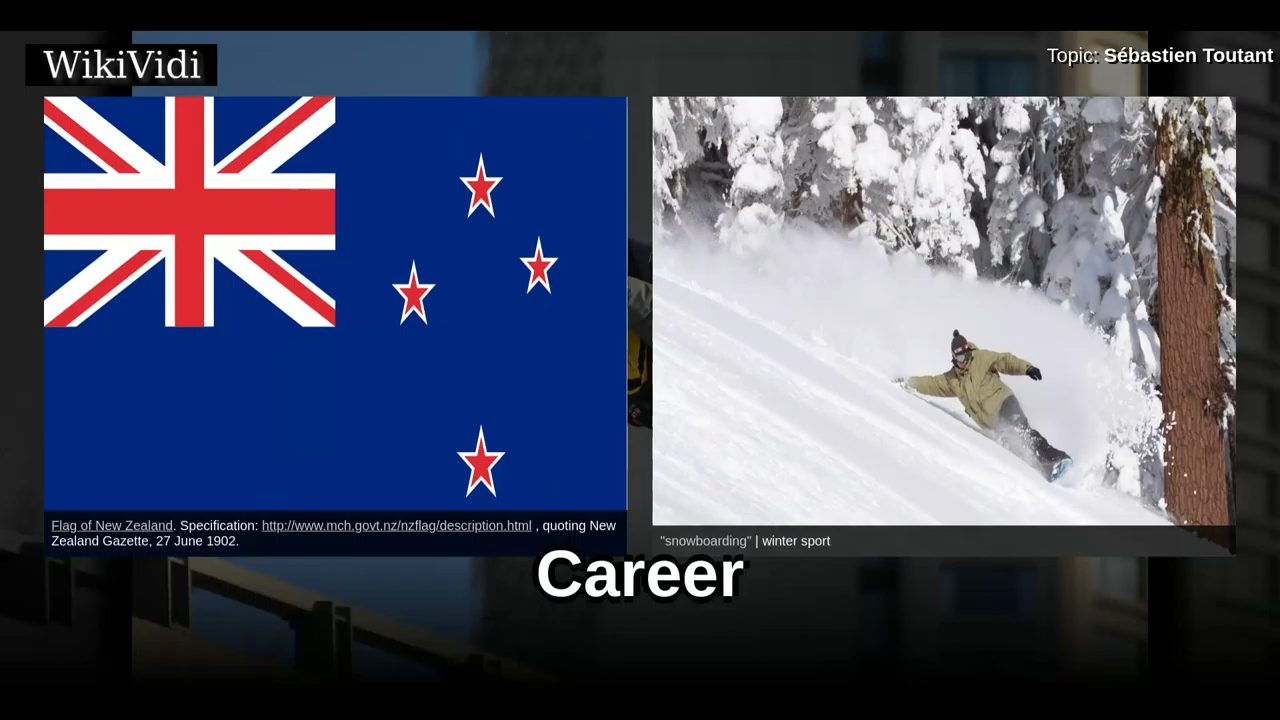 WikiVidi
Topic: Sébastien Toutant
Flag of New Zealand. Specification: http://www.mch.govt.nz/nzflag/description.html , quoting New
Zealand Gazette, 27 June 1902.
"snowboarding" | winter sport
Career